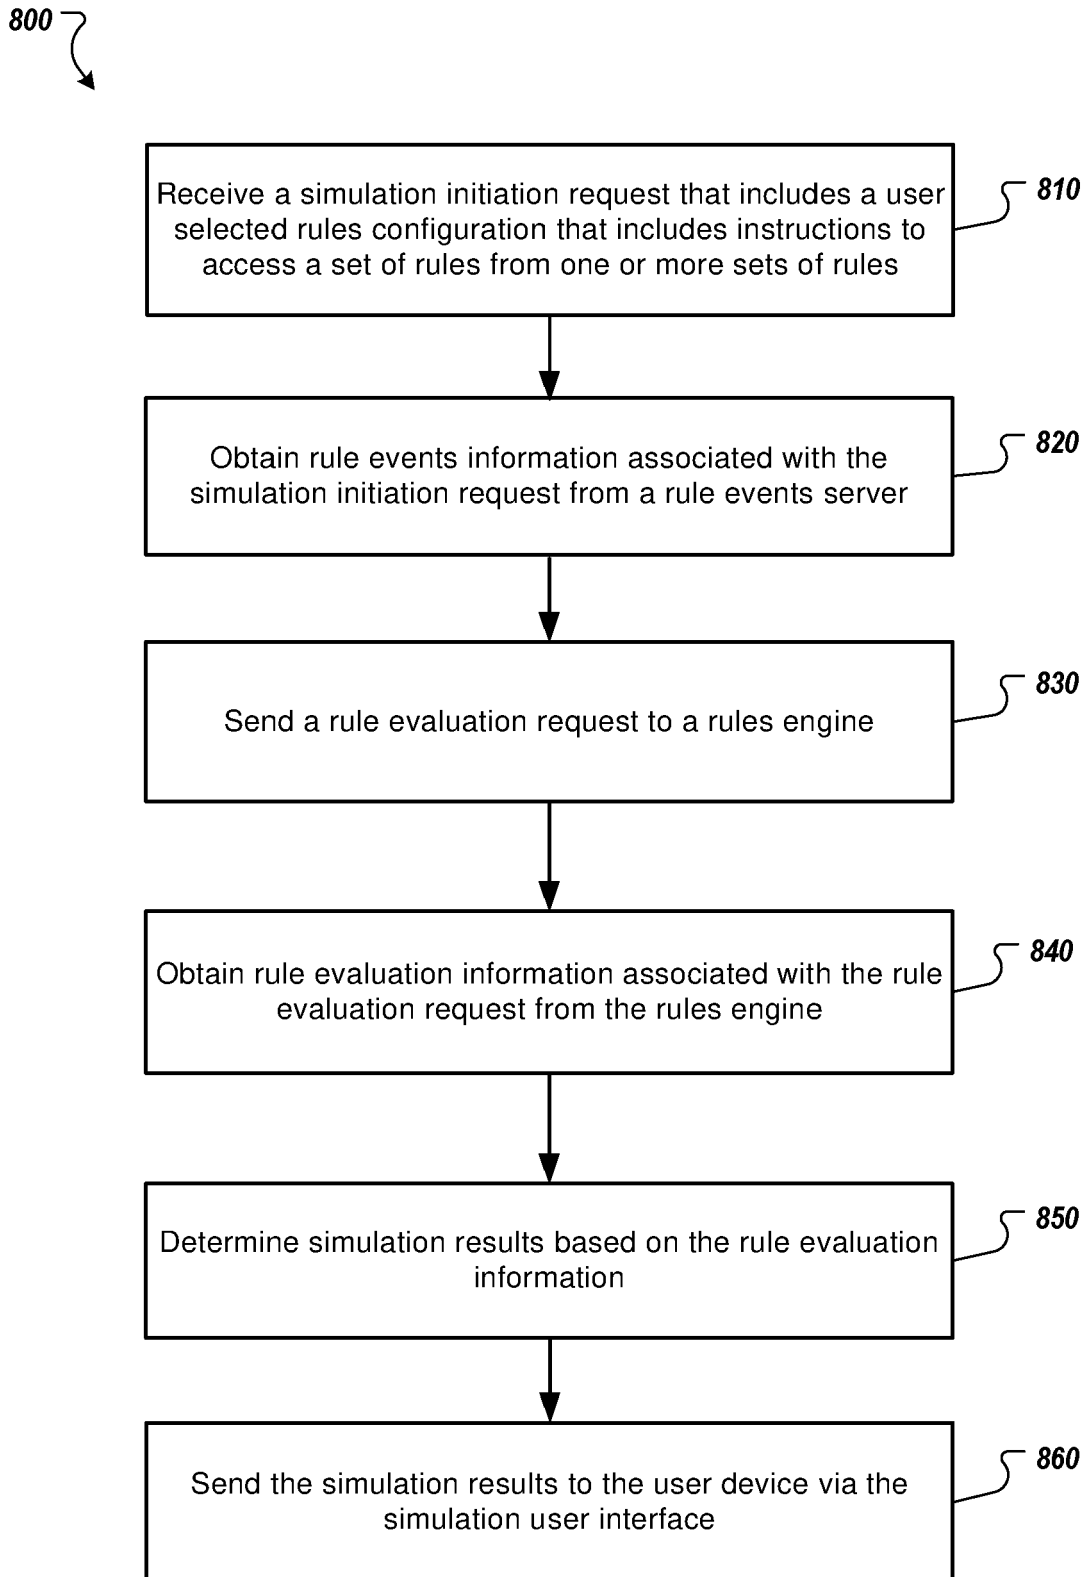 800
Receive a simulation initiation request that includes a user
selected rules configuration that includes instructions to
access a set of rules from one or more sets of rules
810
Obtain rule events information associated with the
simulation initiation request from a rule events server
820
Send a rule evaluation request to a rules engine
830
Obtain rule evaluation information associated with the rule
evaluation request from the rules engine
840
Determine simulation results based on the rule evaluation
information
850
Send the simulation results to the user device via the
simulation user interface
860